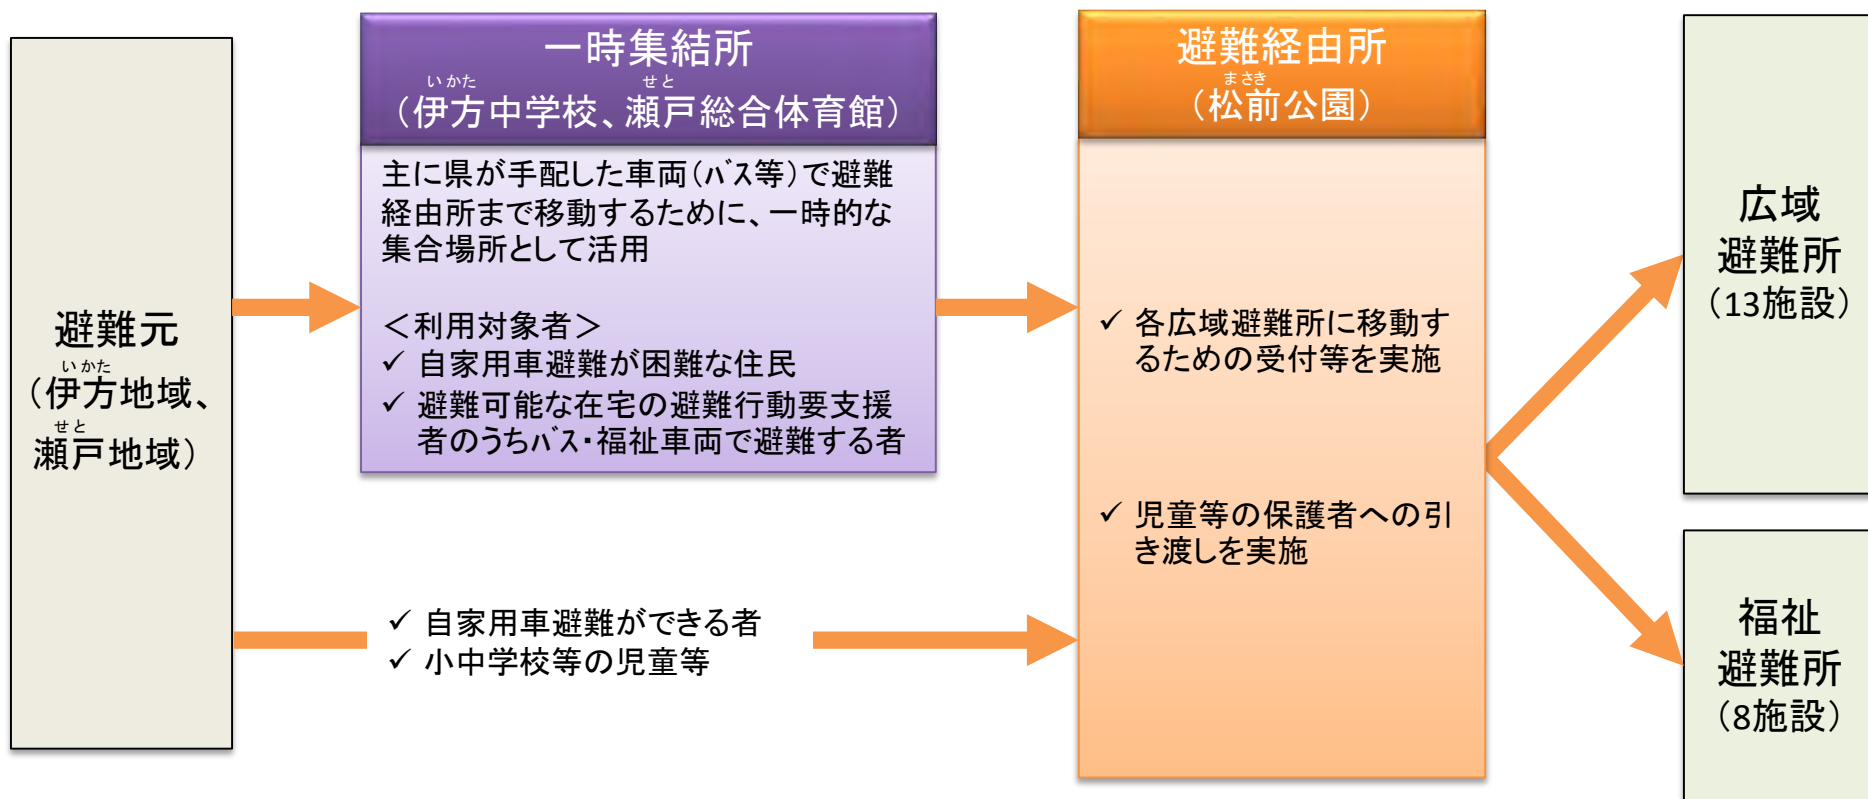 避難元
いかた
（伊方地域、
せと
瀬戸地域）
一時集結所
いかた せと
（伊方中学校、瀬戸総合体育館）
主に県が手配した車両（バス等）で避難
経由所まで移動するために、一時的な
集合場所として活用
＜利用対象者＞
✓ 自家用車避難が困難な住民
✓ 避難可能な在宅の避難行動要支援
者のうちバス・福祉車両で避難する者
✓ 自家用車避難ができる者
✓ 小中学校等の児童等
避難経由所
まさき
（松前公園）
✓ 各広域避難所に移動す
るための受付等を実施
✓ 児童等の保護者への引
き渡しを実施
広域
避難所
（13施設）
福祉
避難所
（8施設）